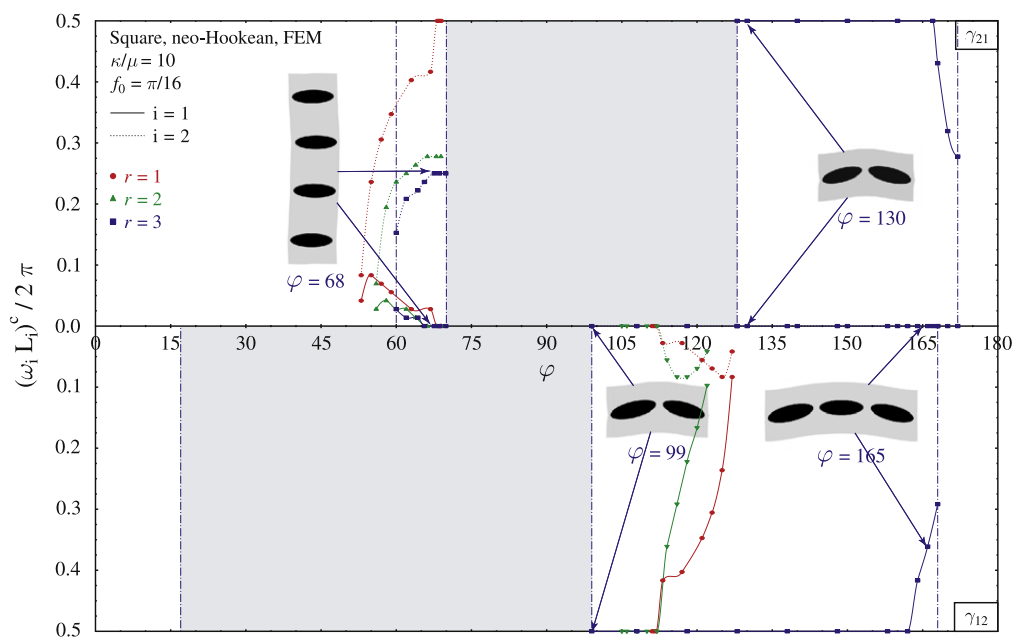 0.5
γ21
Square, neo-Hookean, FEM
κ/μ = 10
f0 = π/16
i = 1
i = 2
r = 1
r = 2
r = 3
0.4
0.3
0.2
0.1
0.0
φ = 68
φ = 130
(ωi Li)^c / 2 π
0 15 30 45 60 75 90 105 120 135 150 165 180
φ
0.1
0.2
0.3
0.4
0.5
φ = 99
φ = 165
γ12